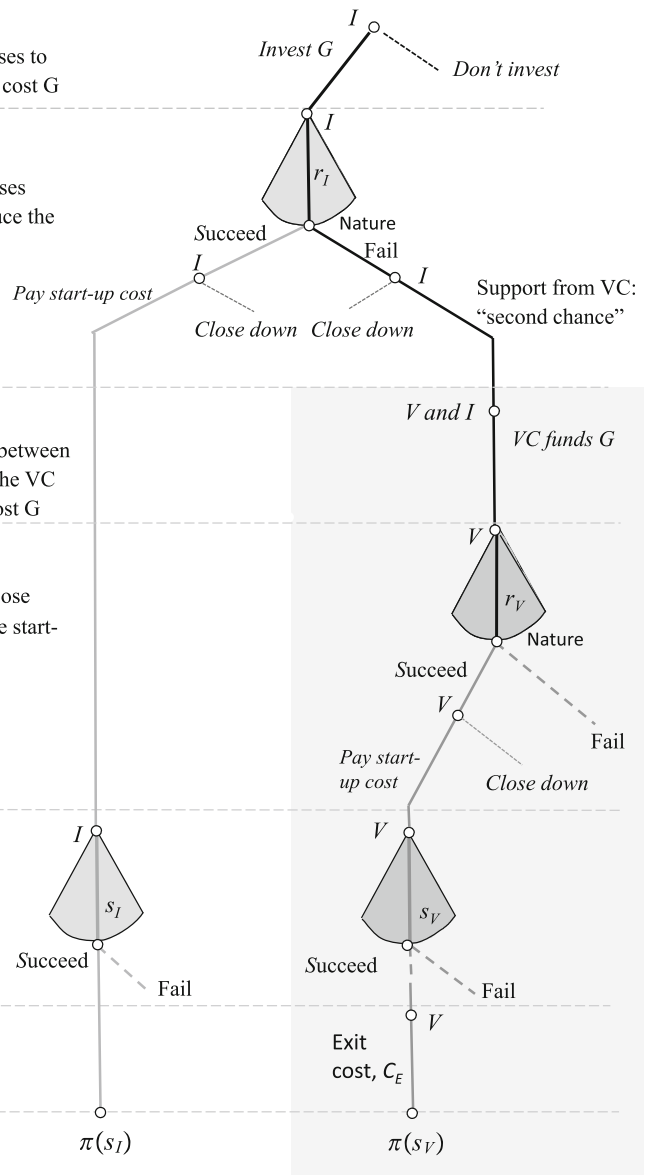 I
ses to
Invest G
Don't invest
cost G
I
ses
r_I
uce the
Nature
Succeed
Fail
I
I
Pay start-up cost
Support from VC:
Close down
Close down
"second chance"
V and I
between
VC funds G
he VC
ost G
V
ose
r_V
e start-
Nature
Succeed
V
Fail
Pay start-
up cost
Close down
I
V
s_I
s_V
Succeed
Succeed
Fail
Fail
V
Exit
cost, C_E
π(s_I)
π(s_V)